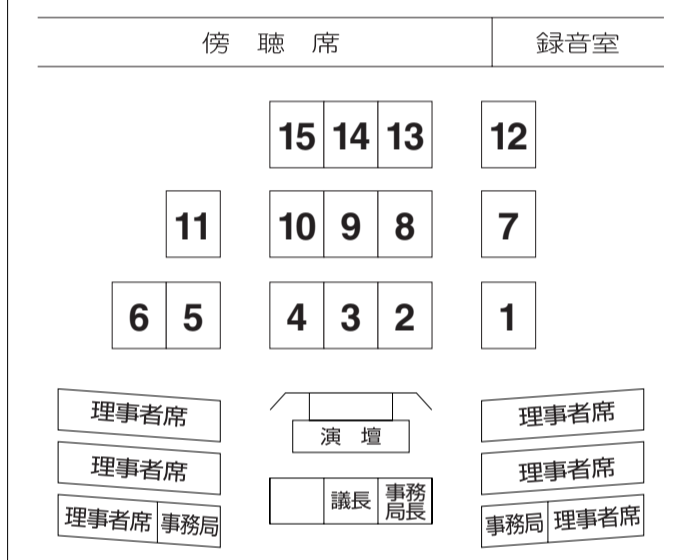 傍聴席 録音室
15 14 13 12
11 10 9 8 7
6 5 4 3 2 1
理事者席 演壇 理事者席
理事者席 理事者席
理事者席 事務局 議長 事務局長 事務局 理事者席